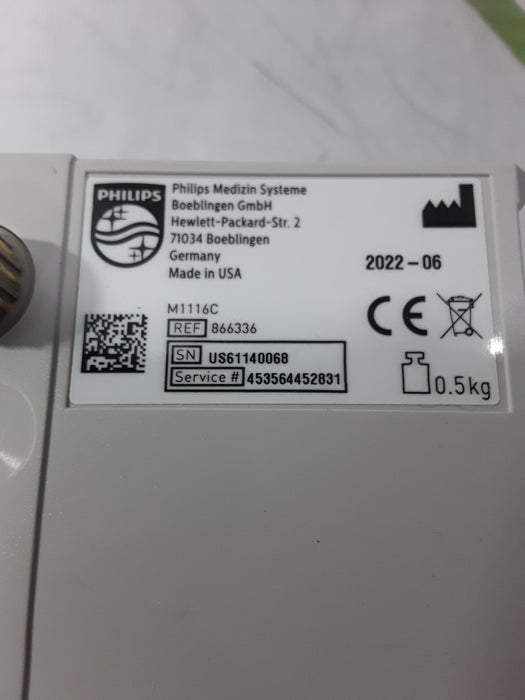 PHILIPS
Philips Medizin Systeme
Boeblingen GmbH
Hewlett-Packard-Str. 2
71034 Boeblingen
Germany
Made in USA
2022-06
M1116C
REF 866336
SN US61140068
Service # 453564452831
CE
0.5kg